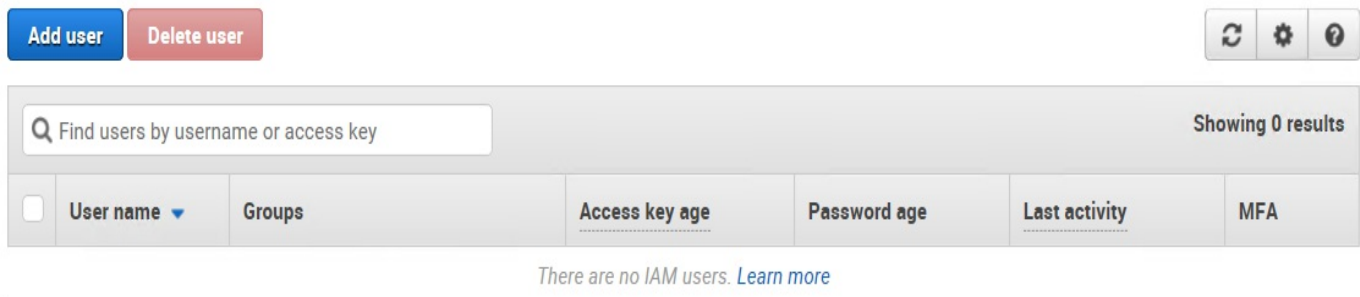 Add user Delete user
Find users by username or access key Showing 0 results
User name Groups Access key age Password age Last activity MFA
There are no IAM users. Learn more